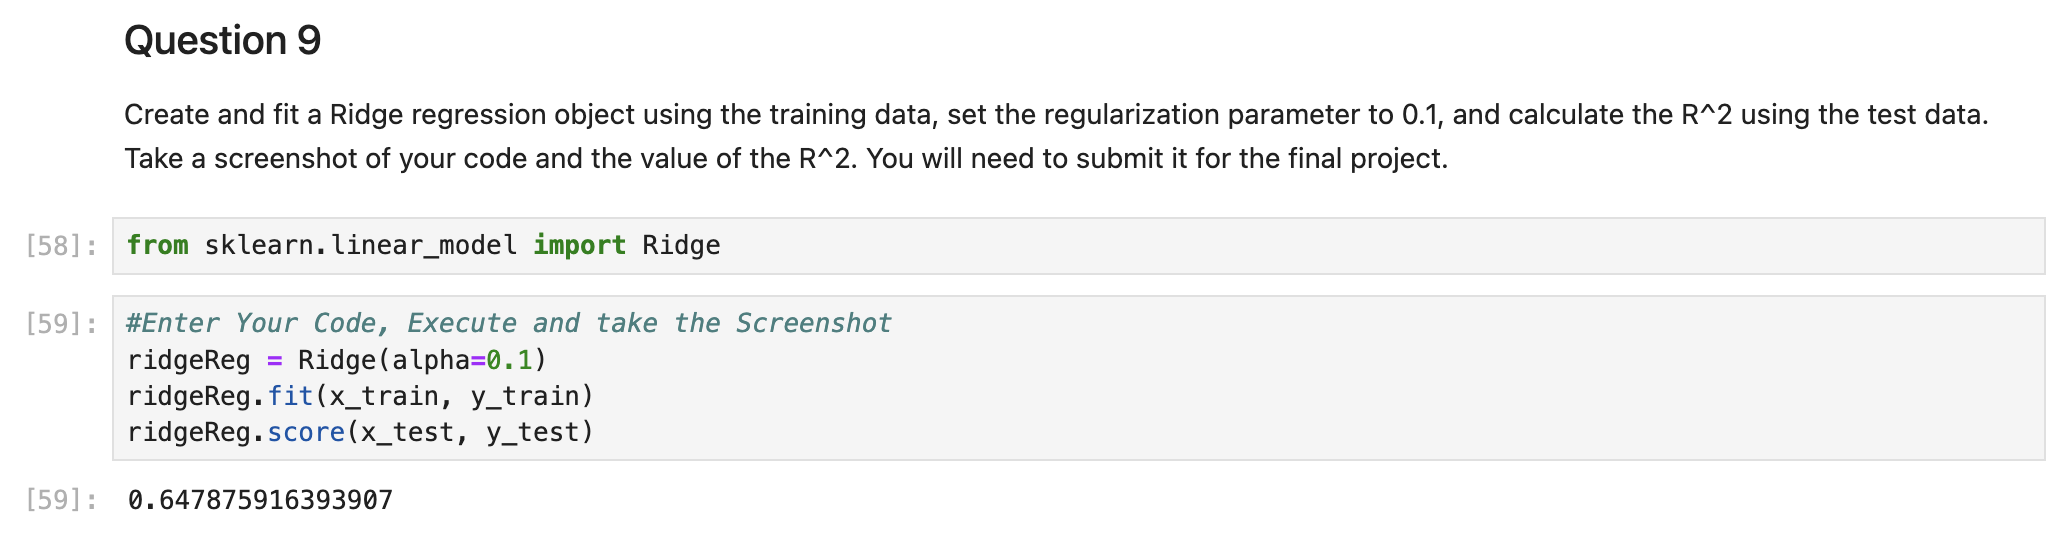 Question 9
Create and fit a Ridge regression object using the training data, set the regularization parameter to 0.1, and calculate the R^2 using the test data.
Take a screenshot of your code and the value of the R^2. You will need to submit it for the final project.
[58]: from sklearn.linear_model import Ridge
[59]: #Enter Your Code, Execute and take the Screenshot
ridgeReg = Ridge(alpha=0.1)
ridgeReg.fit(x_train, y_train)
ridgeReg.score(x_test, y_test)
[59]: 0.647875916393907